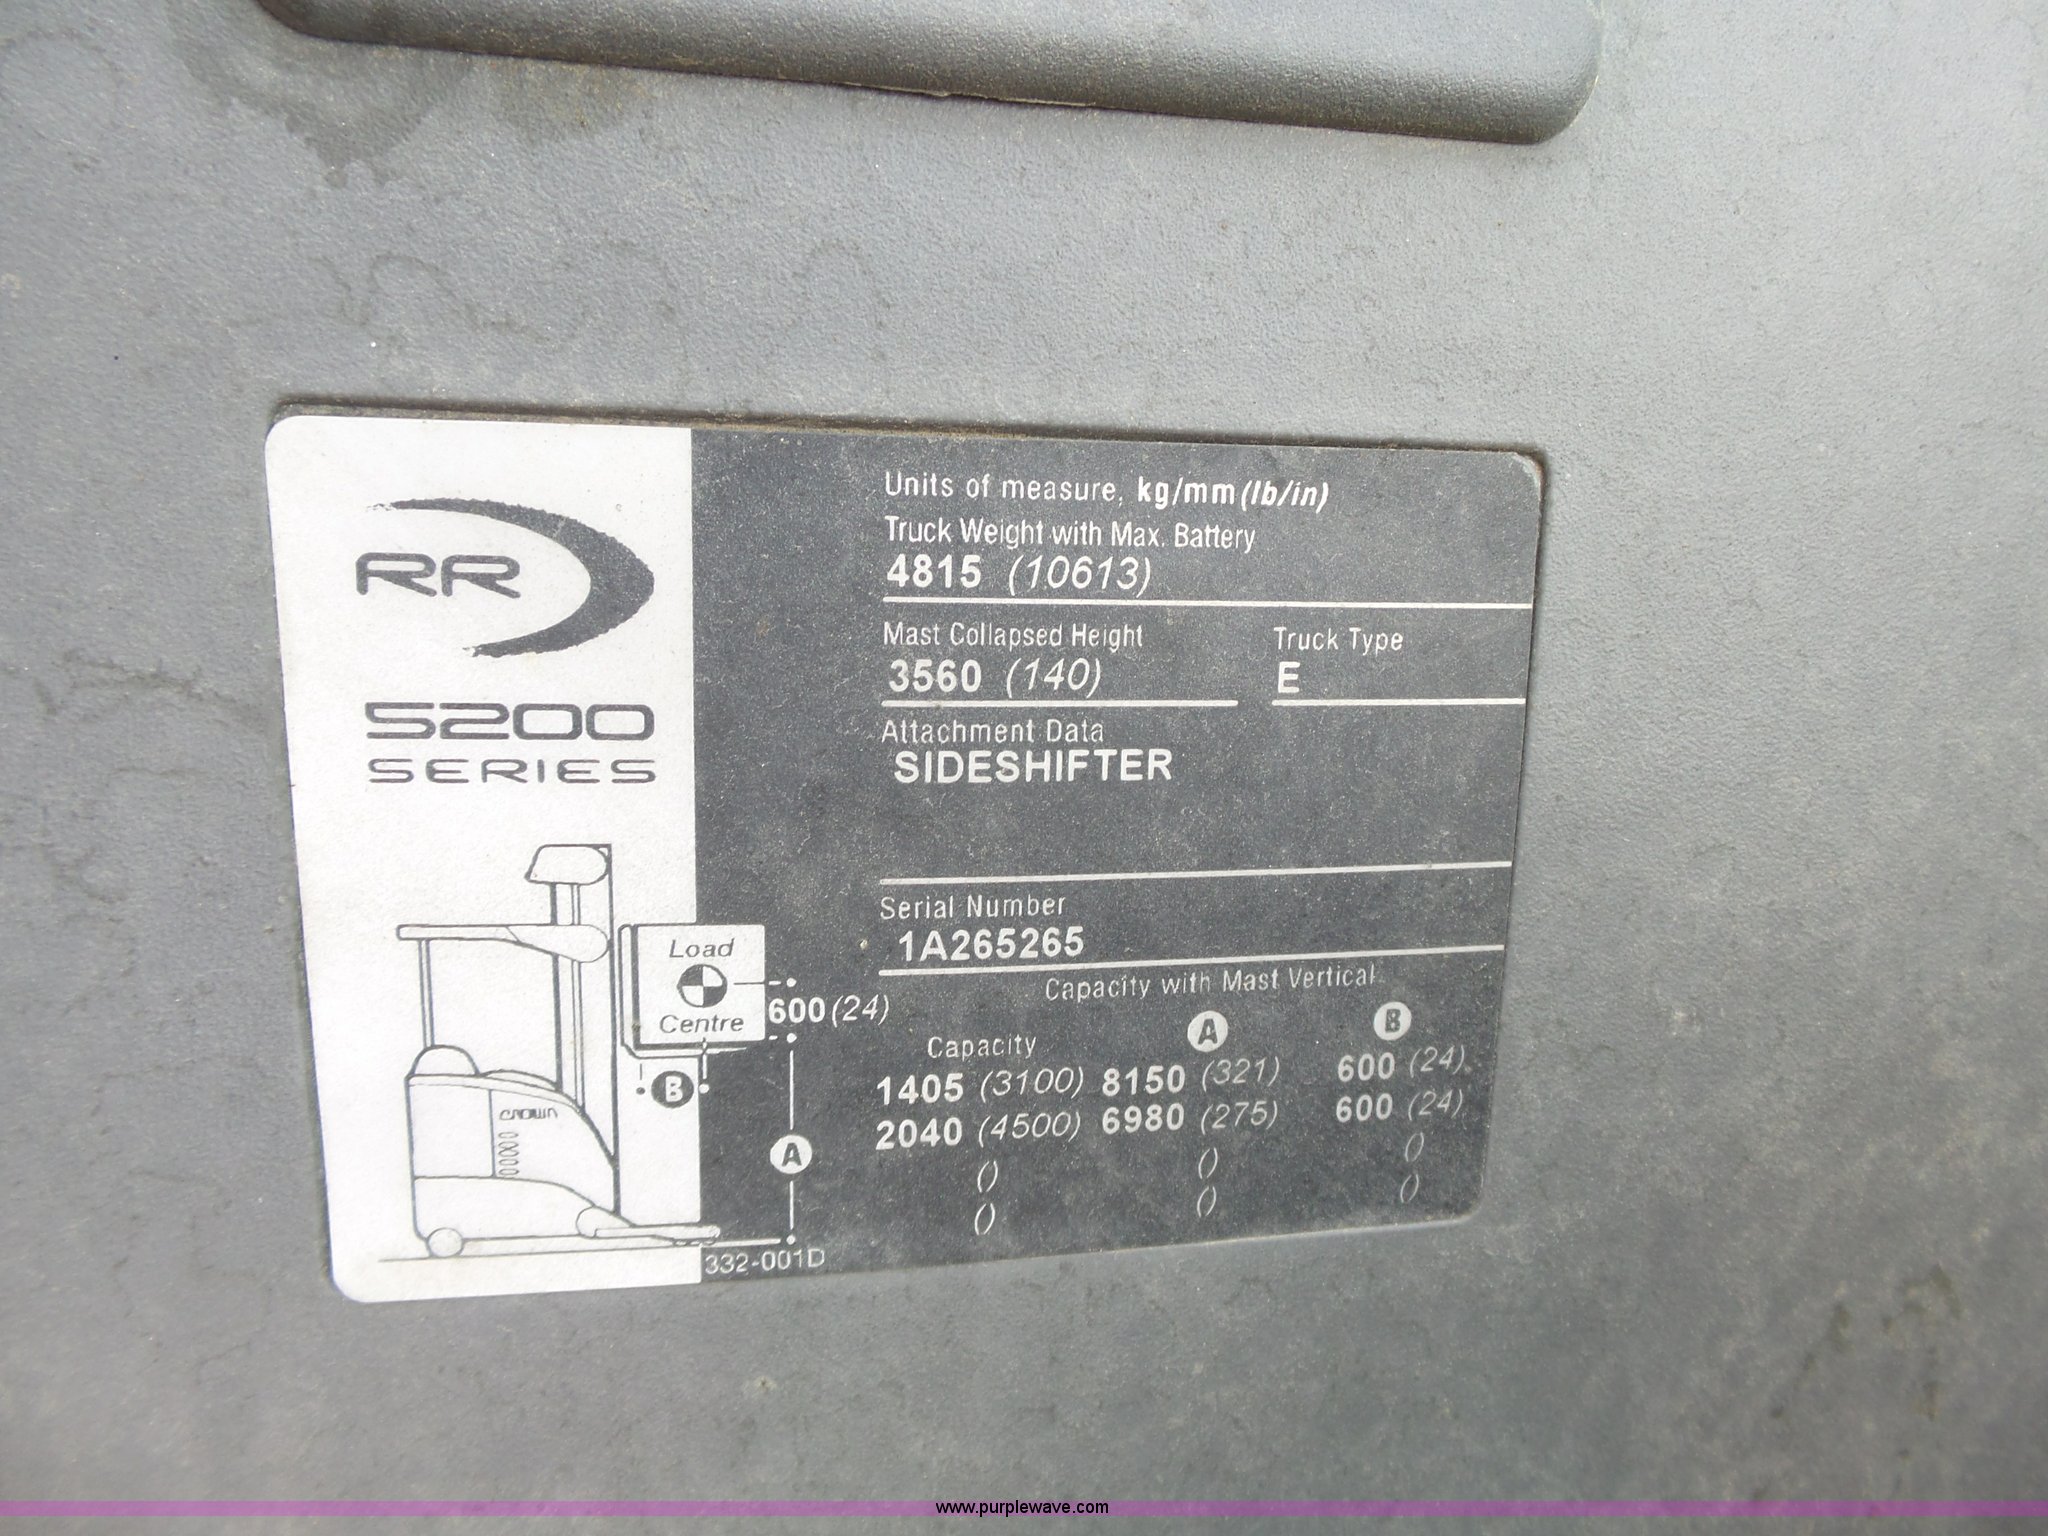 RR
5200
SERIES
Units of measure, kg/mm (lb/in)
Truck Weight with Max. Battery
4815 (10613)
Mast Collapsed Height
3560 (140)
Truck Type
E
Attachment Data
SIDESHIFTER
Serial Number
1A265265
Capacity with Mast Vertical
Capacity A B
1405 (3100) 8150 (321) 600 (24)
2040 (4500) 6980 (275) 600 (24)
() () ()
() () ()
Load
Centre
600 (24)
B
A
CROWN
332-001D
www.purplewave.com